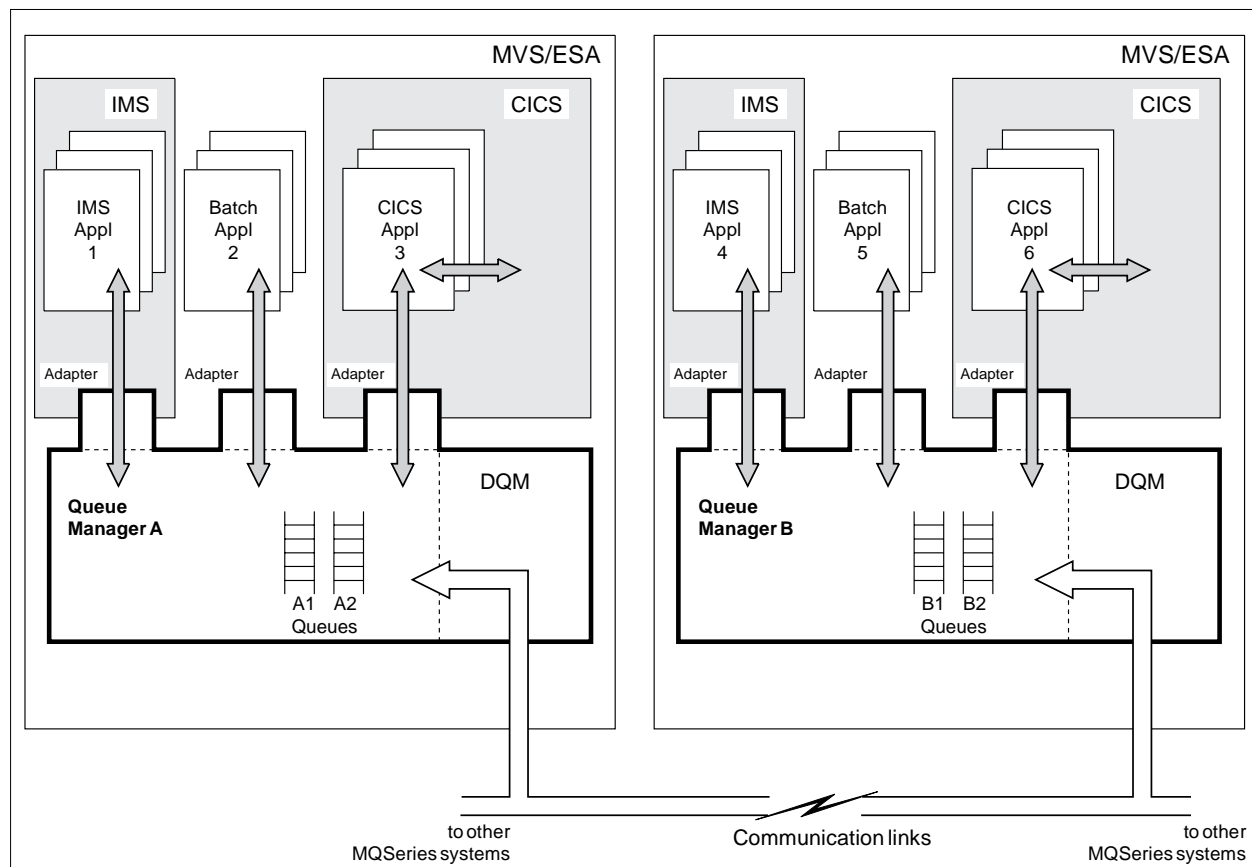 MVS/ESA
IMS
CICS
IMS
Appl
1
Batch
Appl
2
CICS
Appl
3
Adapter
Adapter
Adapter
DQM
Queue
Manager A
A1
A2
Queues
MVS/ESA
IMS
CICS
IMS
Appl
4
Batch
Appl
5
CICS
Appl
6
Adapter
Adapter
Adapter
DQM
Queue
Manager B
B1
B2
Queues
to other
MQSeries systems
Communication links
to other
MQSeries systems